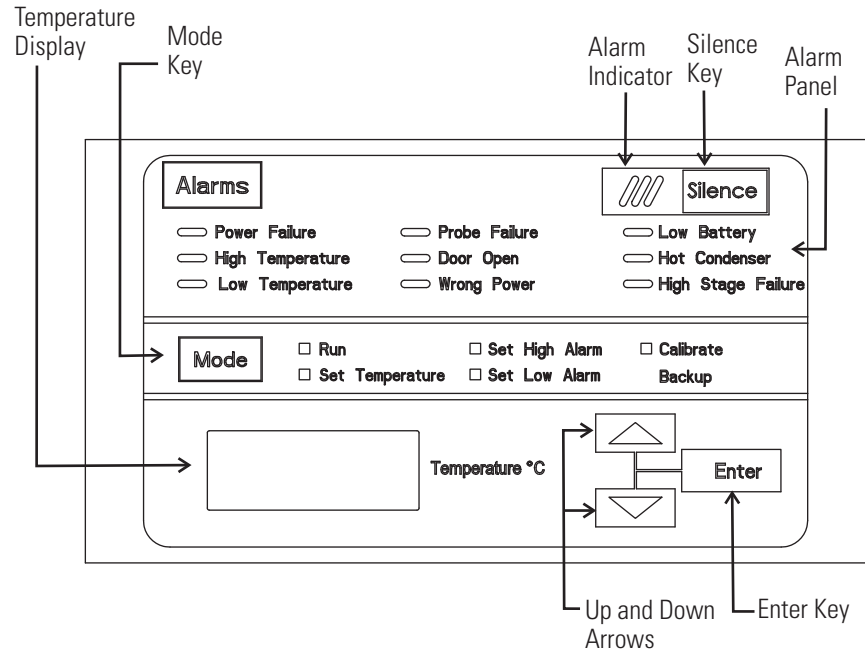 Temperature
Display
Mode
Key
Alarm
Indicator
Silence
Key
Alarm
Panel
Alarms
Silence
Power Failure
Probe Failure
Low Battery
High Temperature
Door Open
Hot Condenser
Low Temperature
Wrong Power
High Stage Failure
Mode
Run
Set High Alarm
Calibrate
Set Temperature
Set Low Alarm
Backup
Temperature °C
Enter
Up and Down
Arrows
Enter Key